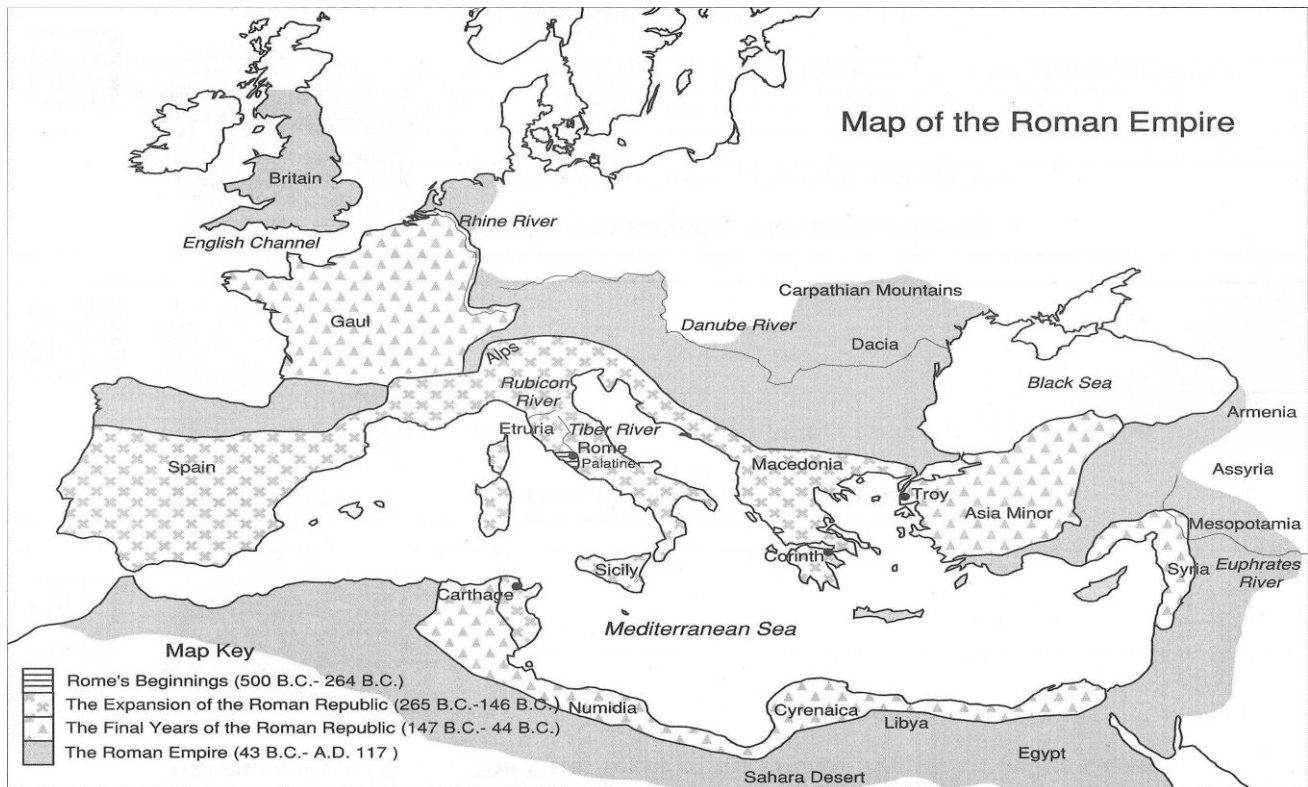 Map of the Roman Empire
Britain
English Channel
Rhine River
Gaul
Carpathian Mountains
Danube River
Dacia
Alps
Black Sea
Rubicon
River
Armenia
Etruria
Tiber River
Rome
Palatine
Spain
Macedonia
Assyria
Troy
Asia Minor
Mesopotamia
Corinth
Sicily
Syria
Euphrates
River
Carthage
Mediterranean Sea
Numidia
Cyrenaica
Libya
Egypt
Sahara Desert
Map Key
Rome's Beginnings (500 B.C.- 264 B.C.)
The Expansion of the Roman Republic (265 B.C.-146 B.C.)
The Final Years of the Roman Republic (147 B.C.- 44 B.C.)
The Roman Empire (43 B.C.- A.D. 117 )